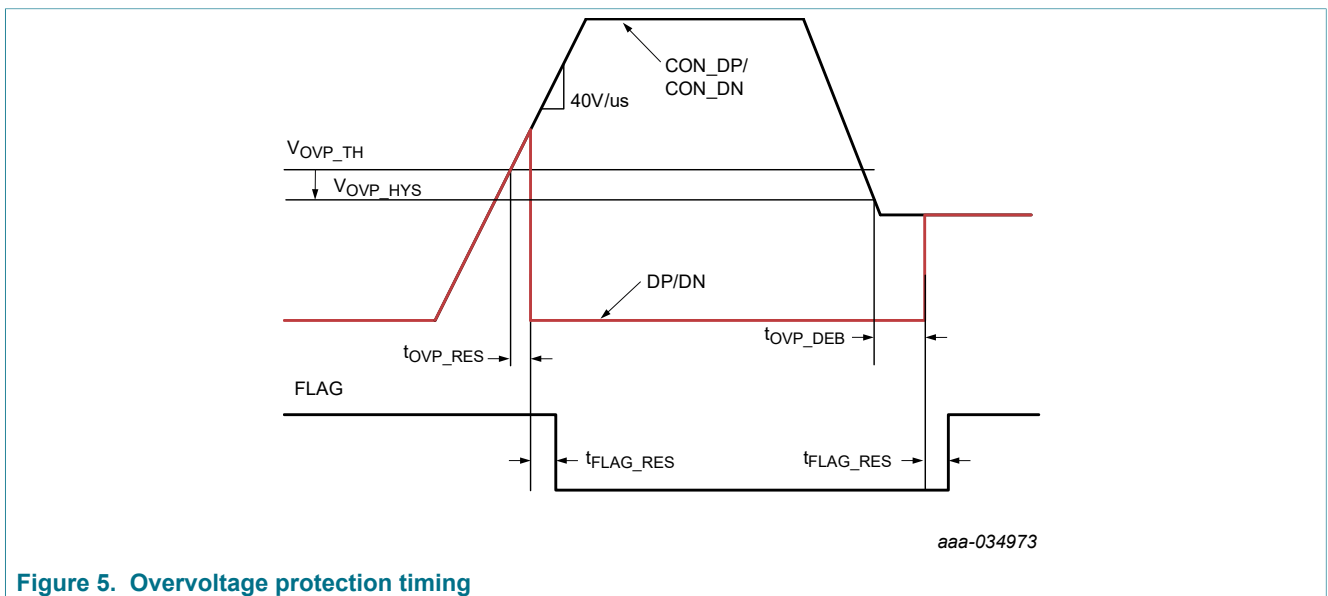 CON_DP/
CON_DN
40V/us
VOVP_TH
VOVP_HYS
DP/DN
tOVP_RES
tOVP_DEB
FLAG
tFLAG_RES
tFLAG_RES
aaa-034973
Figure 5. Overvoltage protection timing